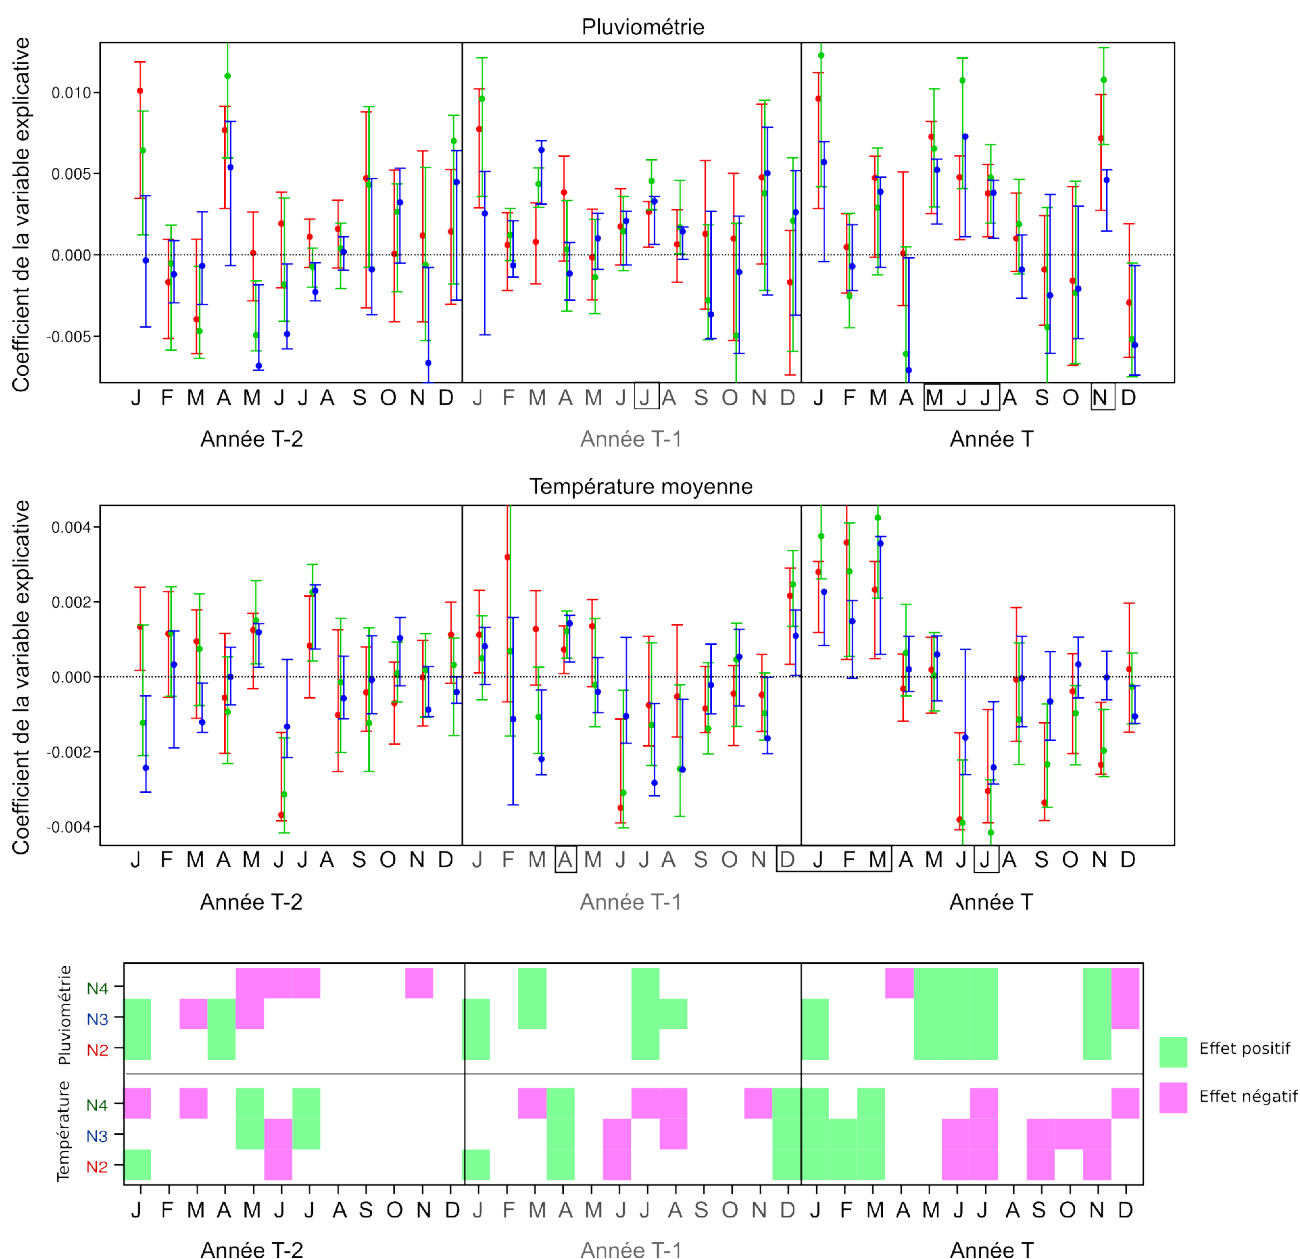 Pluviométrie
Coefficient de la variable explicative
0.010
0.005
0.000
-0.005
J F M A M J J A S O N D J F M A M J J A S O N D J F M A M J J A S O N D
Année T-2 Année T-1 Année T
Température moyenne
Coefficient de la variable explicative
0.004
0.002
0.000
-0.002
-0.004
J F M A M J J A S O N D J F M A M J J A S O N D J F M A M J J A S O N D
Année T-2 Année T-1 Année T
Pluviométrie
N4
N3
N2
Température
N4
N3
N2
Effet positif
Effet négatif
J F M A M J J A S O N D J F M A M J J A S O N D J F M A M J J A S O N D
Année T-2 Année T-1 Année T